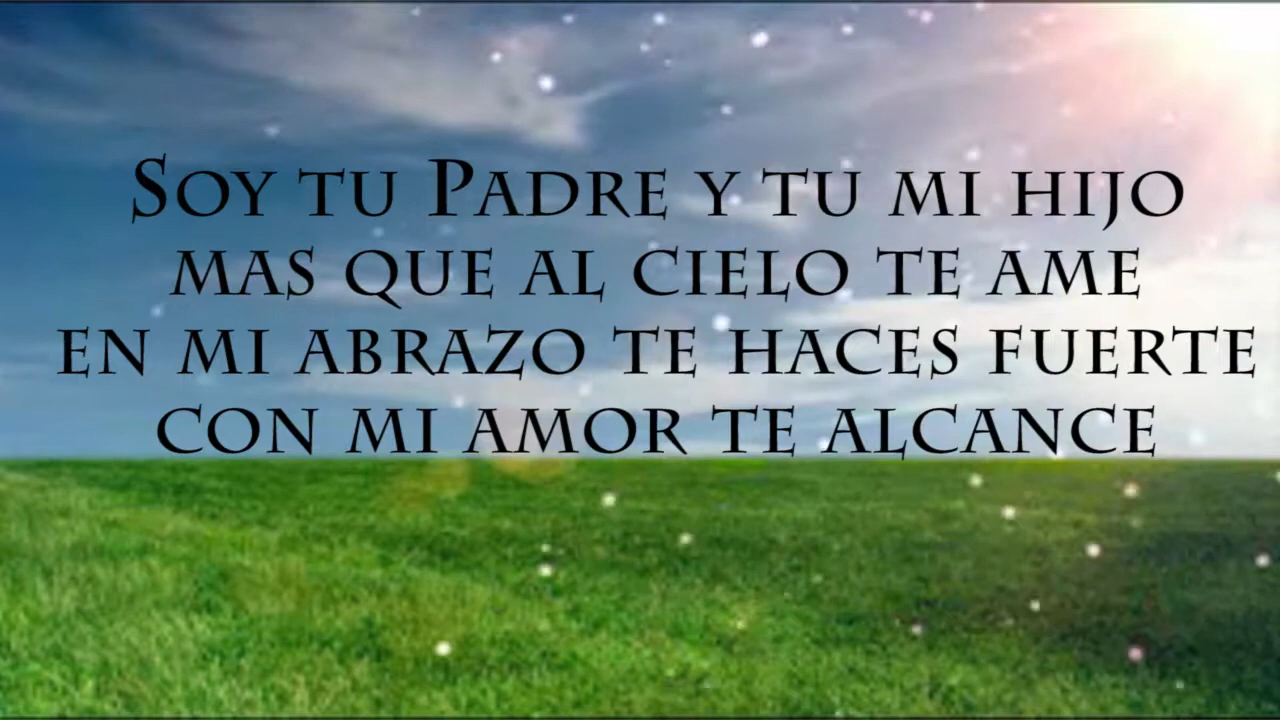 Soy tu Padre y tu mi hijo
mas que al cielo te ame
en mi abrazo te haces fuerte
con mi amor te alcance